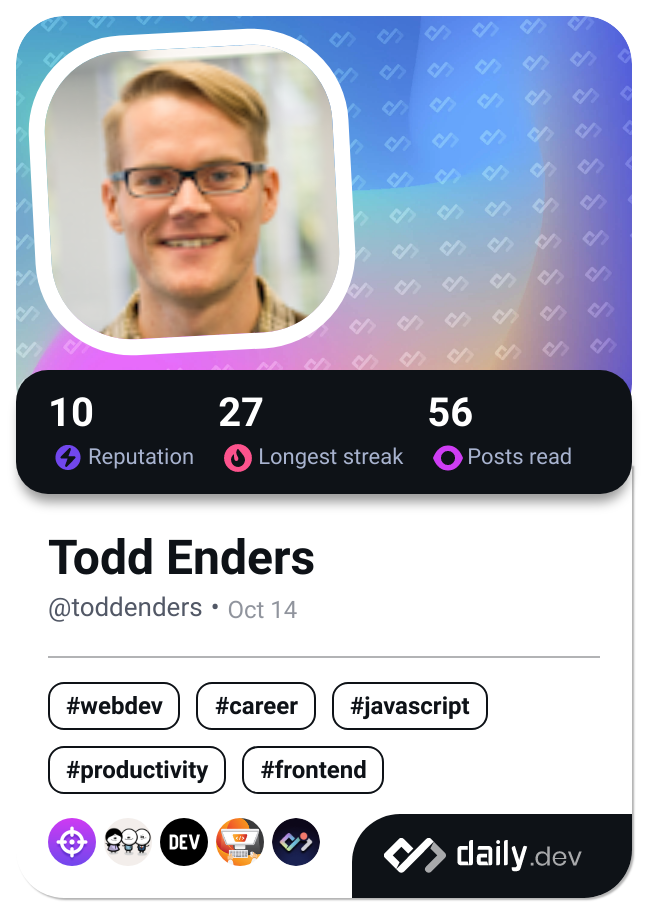 10 27 56
Reputation Longest streak Posts read
Todd Enders
@toddenders • Oct 14
#webdev #career #javascript
#productivity #frontend
DEV
daily.dev